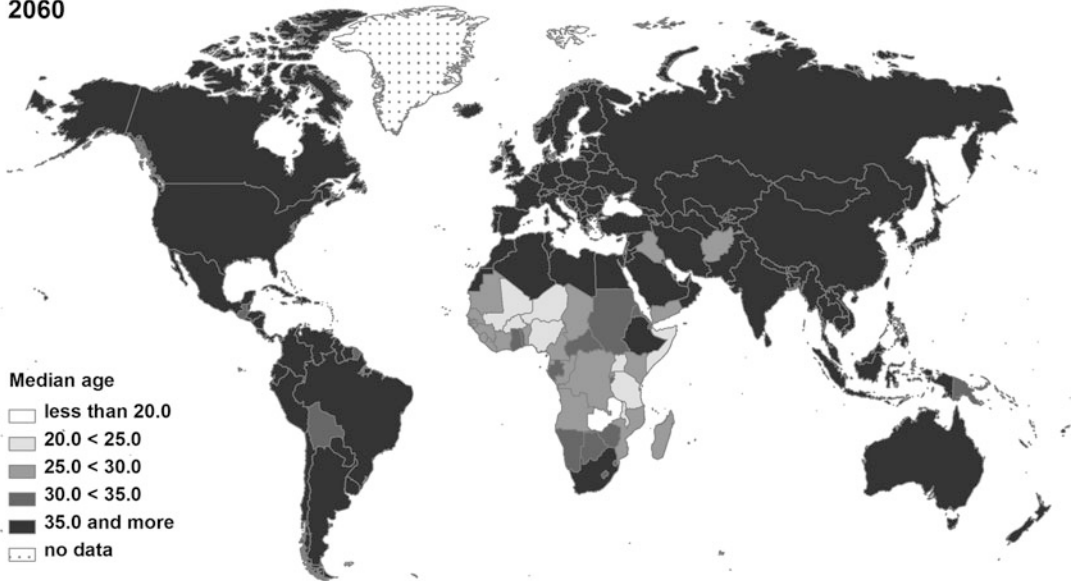 2060
Median age
less than 20.0
20.0 < 25.0
25.0 < 30.0
30.0 < 35.0
35.0 and more
no data